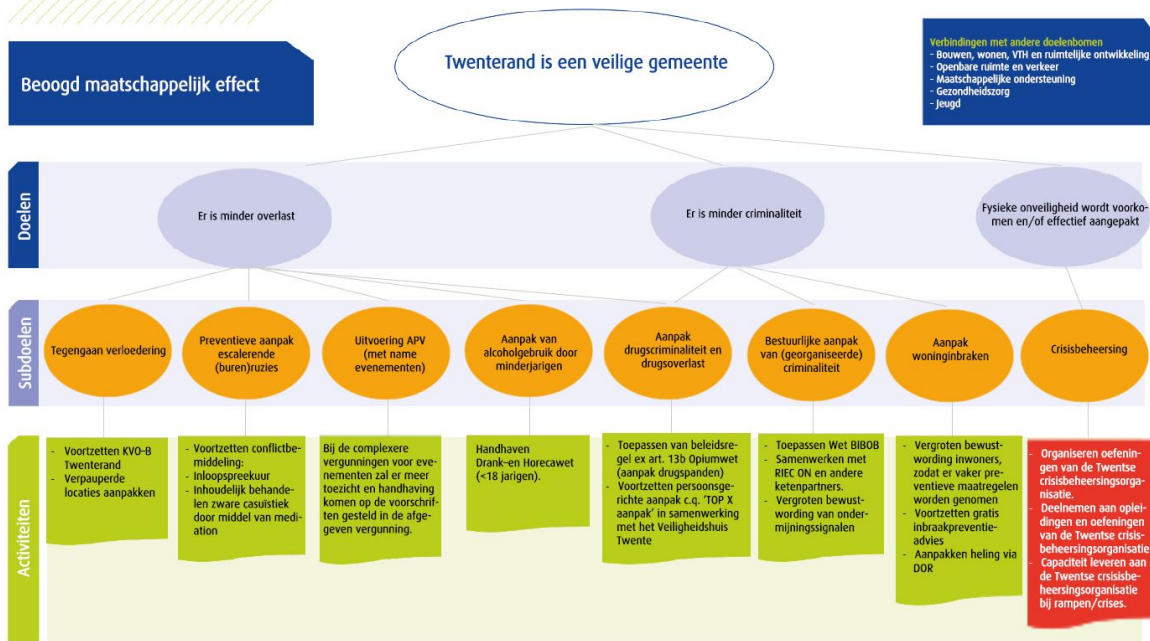 Beoogd maatschappelijk effect
Twenterand is een veilige gemeente
Verbindingen met andere doelenbomen
- Bouwen, wonen, VTH en ruimtelijke ontwikkeling
- Openbare ruimte en verkeer
- Maatschappelijke ondersteuning
- Gezondheidszorg
- Jeugd
Doelen
Er is minder overlast
Er is minder criminaliteit
Fysieke onveiligheid wordt voorko-
men en/of effectief aangepakt
Subdoelen
Tegengaan verloedering
Preventieve aanpak
escalerende
(buren)ruzies
Uitvoering APV
(met name
evenementen)
Aanpak van
alcoholgebruik door
minderjarigen
Aanpak
drugscriminaliteit en
drugsoverlast
Bestuurlijke aanpak
van (georganiseerde)
criminaliteit
Aanpak
woninginbraken
Crisisbeheersing
Activiteiten
- Voortzetten KVO-B
Twenterand
- Verpauperde
locaties aanpakken
- Voortzetten conflictbe-
middeling:
- Inloopspreekuur
- Inhoudelijk behande-
len zware casuïstiek
door middel van medi-
ation
Bij de complexere
vergunningen voor eve-
nementen zal er meer
toezicht en handhaving
komen op de voorschrif-
ten gesteld in de afge-
geven vergunning.
Handhaven
Drank-en Horecawet
(<18 jarigen).
- Toepassen van beleidsre-
gel ex art. 13b Opiumwet
(aanpak drugspanden)
- Voortzetten persoonsge-
richte aanpak c.q. 'TOP X
aanpak' in samenwerking
met het Veiligheidshuis
Twente
- Toepassen Wet BIBOB
- Samenwerken met
RIEC ON en andere
ketenpartners.
- Vergroten bewust-
wording van onder-
mijningssignalen
- Vergroten bewust-
wording inwoners,
zodat er vaker pre-
ventieve maatregelen
worden genomen
- Voortzetten gratis
inbraakpreventie-
advies
- Aanpakken heling via
DOR
- Organiseren oefenin-
gen van de Twentse
crisisbeheersingsorga-
nisatie.
- Deelnemen aan oplei-
dingen en oefeningen
van de Twentse crisis-
beheersingsorganisatie
- Capaciteit leveren aan
de Twentse crsisisbe-
heersingsorganisatie
bij rampen/crises.